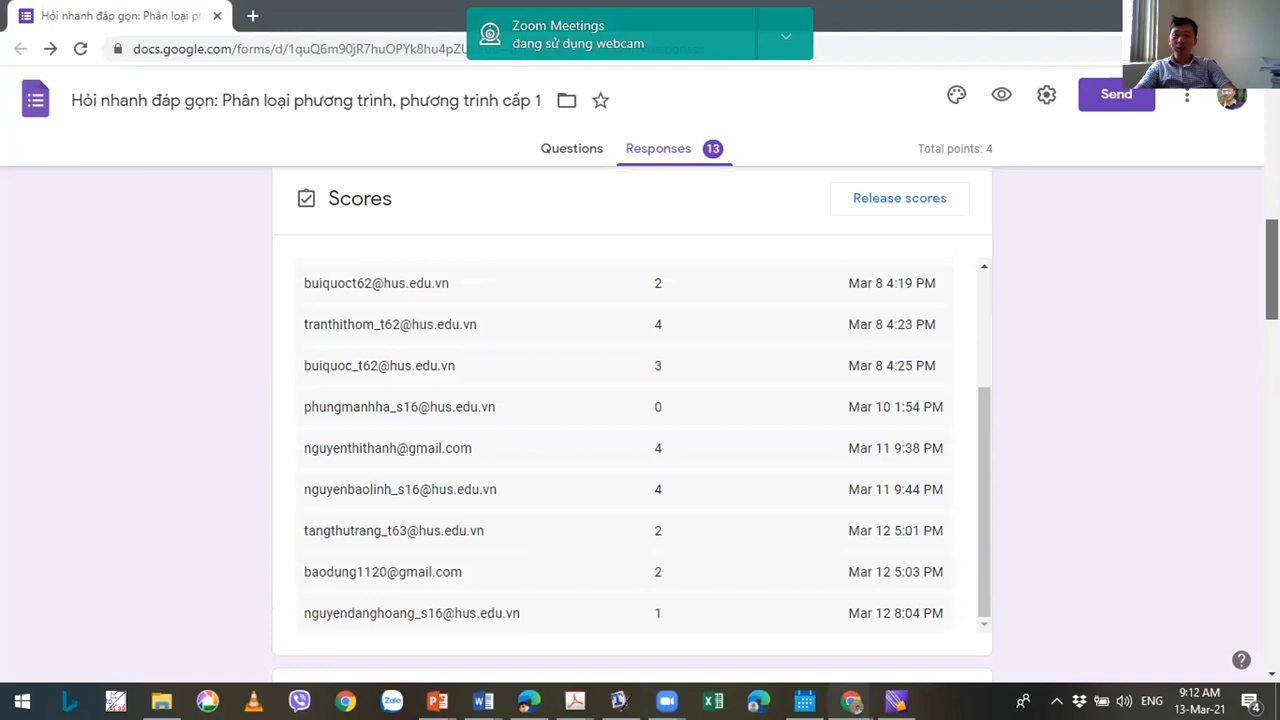 Hỏi nhanh đáp gọn: Phân loại ph
Zoom Meetings
đang sử dụng webcam
docs.google.com/forms/d/1quQ6m90jR7huOPYk8hu4pZU
Hỏi nhanh đáp gọn: Phân loại phương trình, phương trình cấp 1
Send
Questions
Responses 13
Total points: 4
Scores
Release scores
buiquoct62@hus.edu.vn 2 Mar 8 4:19 PM
tranthithom_t62@hus.edu.vn 4 Mar 8 4:23 PM
buiquoc_t62@hus.edu.vn 3 Mar 8 4:25 PM
phungmanhha_s16@hus.edu.vn 0 Mar 10 1:54 PM
nguyenthithanh@gmail.com 4 Mar 11 9:38 PM
nguyenbaolinh_s16@hus.edu.vn 4 Mar 11 9:44 PM
tangthutrang_t63@hus.edu.vn 2 Mar 12 5:01 PM
baodung1120@gmail.com 2 Mar 12 5:03 PM
nguyendanghoang_s16@hus.edu.vn 1 Mar 12 8:04 PM
Zalo
ENG
9:12 AM
13-Mar-21
4